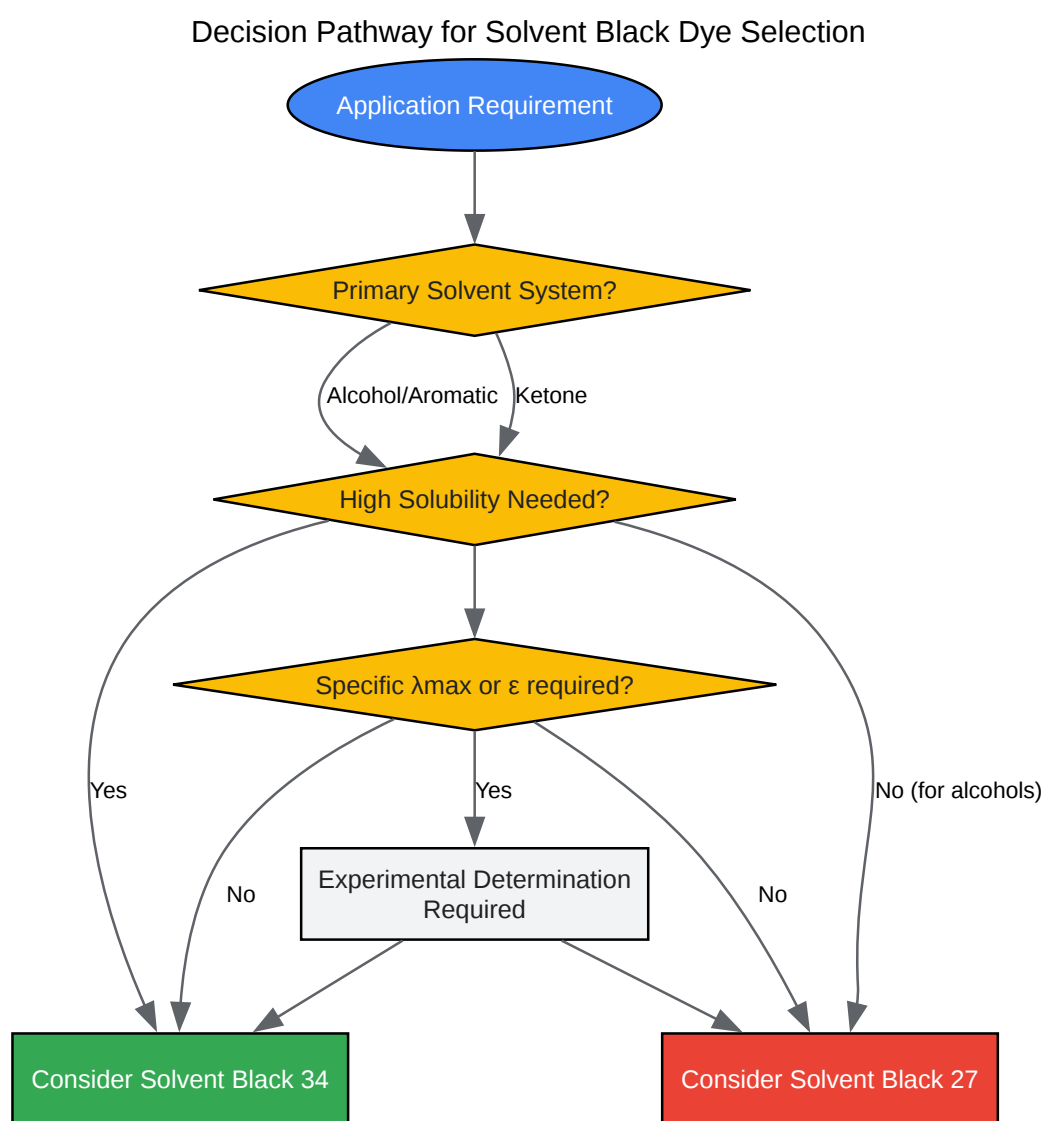 Decision Pathway for Solvent Black Dye Selection
Application Requirement
Primary Solvent System?
Alcohol/Aromatic
Ketone
High Solubility Needed?
Specific λmax or ε required?
Yes
Yes
No (for alcohols)
Experimental Determination
Required
No
No
Consider Solvent Black 34
Consider Solvent Black 27